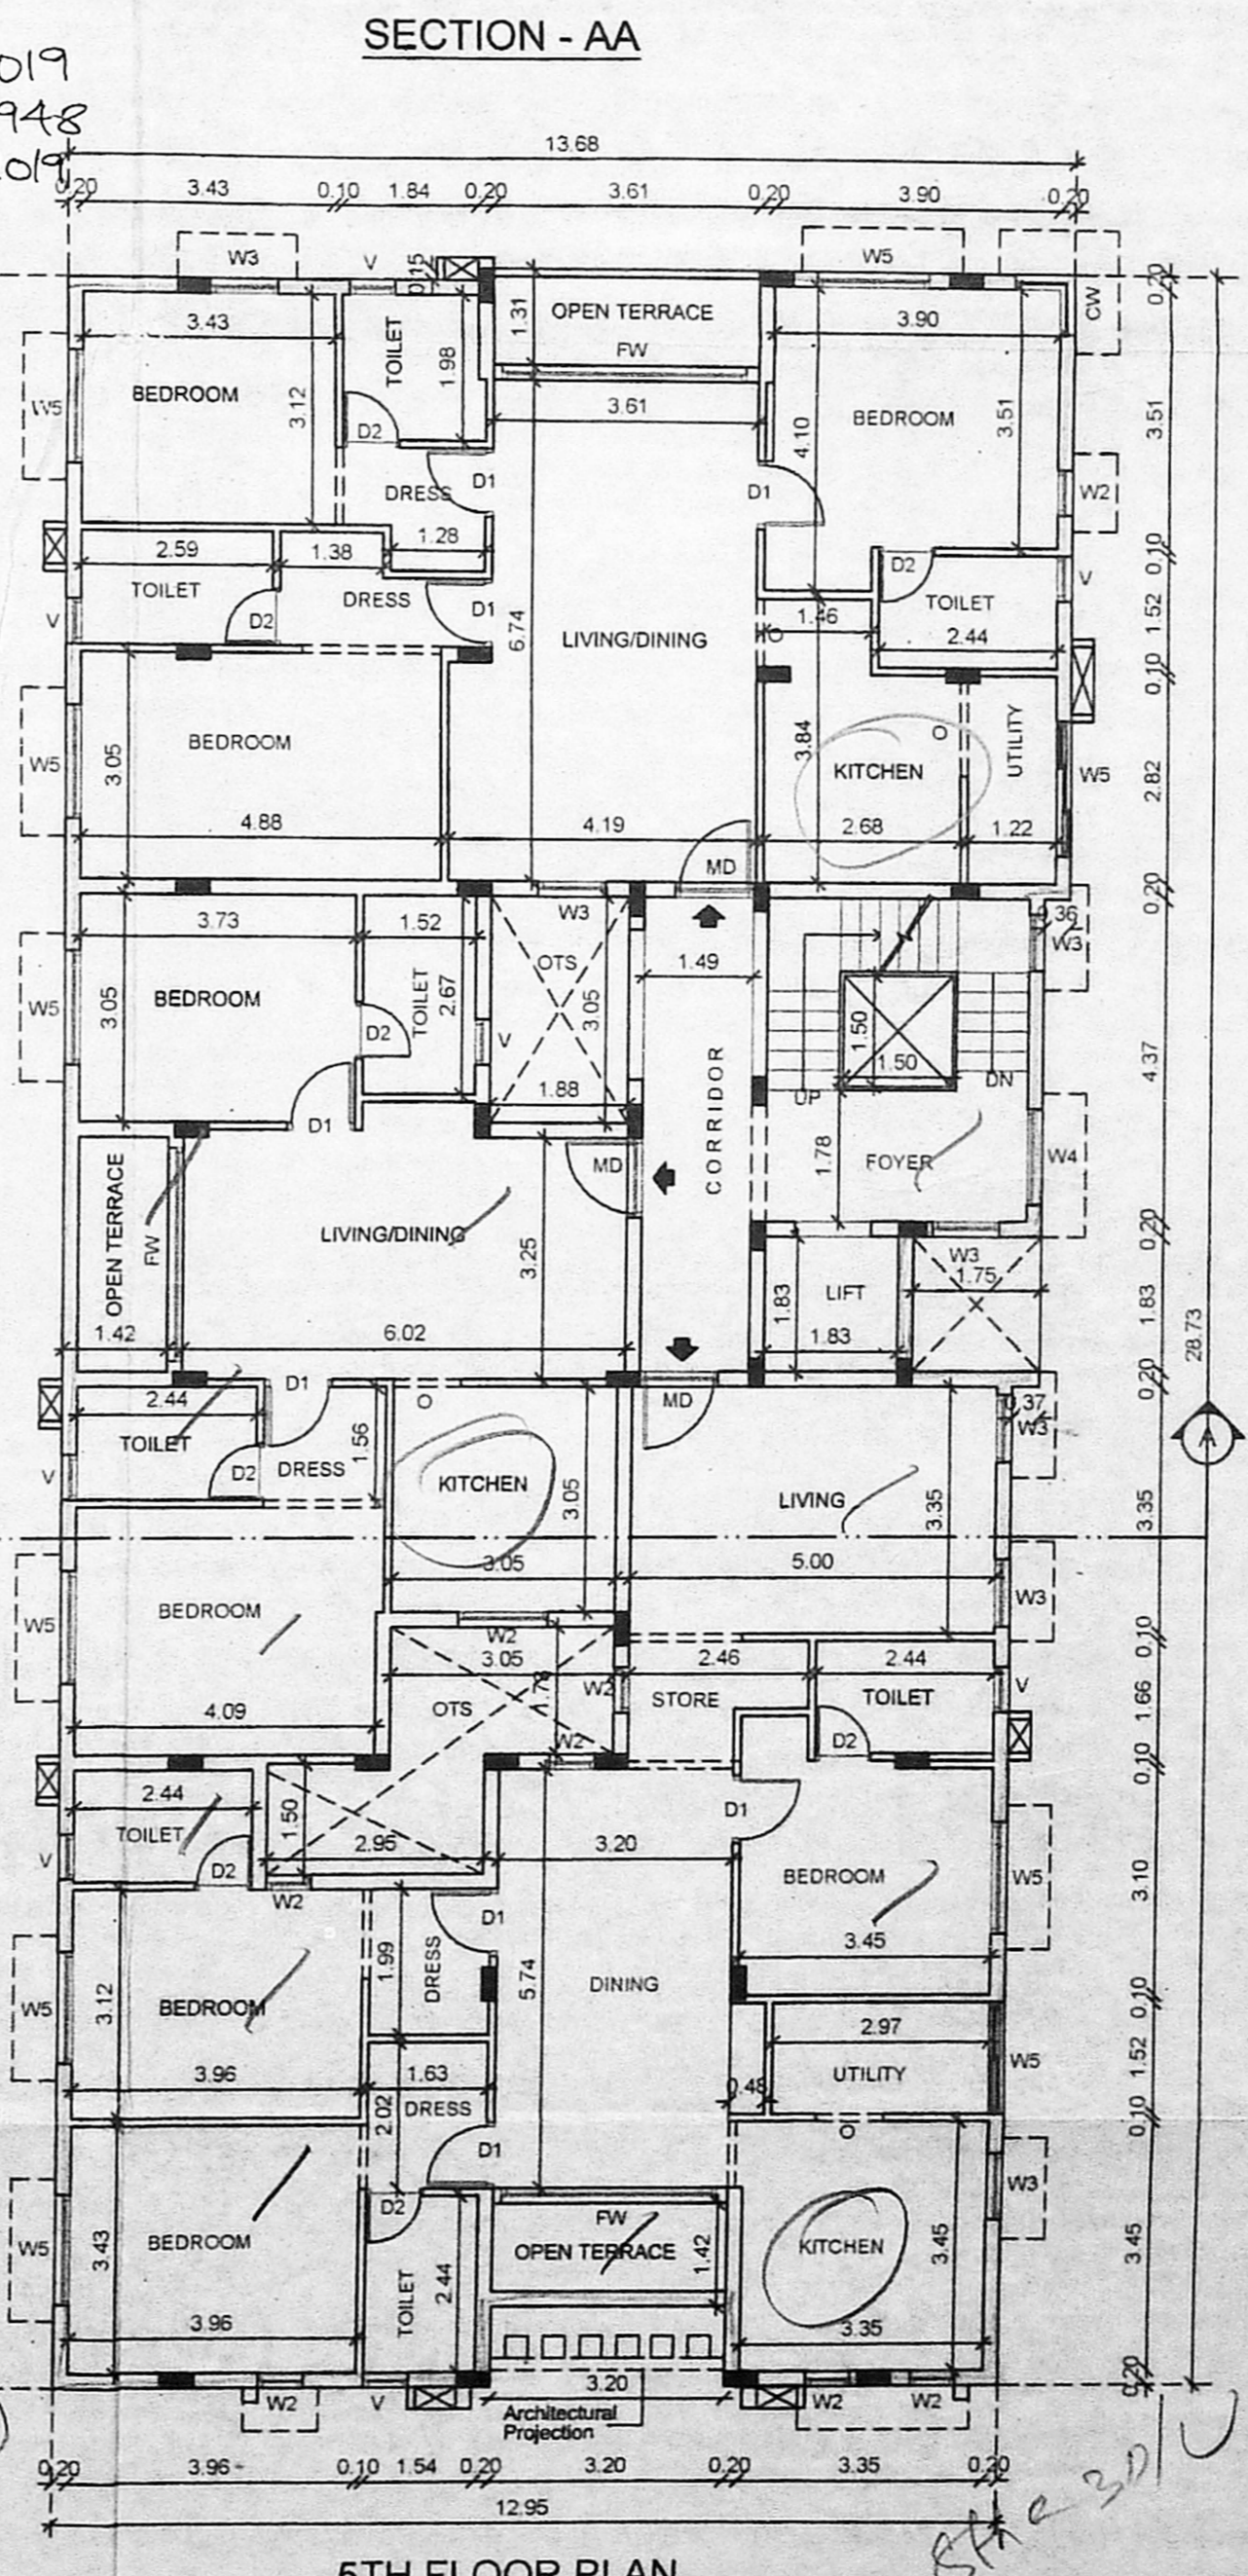 SECTION - AA
019
948
2019
13.68
0.20 3.43 0.10 1.84 0.20 3.61 0.20 3.90 0.20
W3 V 0.15 W5 CW 0.20
OPEN TERRACE
1.31
FW
3.43 TOILET 1.98 3.90
W5 BEDROOM 3.12 3.61 4.10 BEDROOM 3.51 3.51
D2
DRESS D1 D1 W2
1.28
2.59 1.38 D2 0.10
TOILET DRESS D1 TOILET V
V D2 1.46 1.52
6.74 LIVING/DINING O 2.44
0.10
BEDROOM 3.84 O UTILITY
W5 3.05 KITCHEN W5 2.82
4.88 4.19 2.68 1.22
MD
0.20
3.73 1.52 W3 0.36
W3
OTS 1.49
W5 BEDROOM TOILET 2.67
3.05 D2 V 3.05 1.50
1.50 4.37
1.88 CORRIDOR UP DN
D1
MD 1.78 FOYER W4
OPEN TERRACE
FW LIVING/DINING 3.25 0.20
W3
1.75
LIFT
1.83 1.83
1.42 6.02 1.83 28.73
D1 0.20
2.44 O MD 0.37
W3
TOILET 1.56
V D2 DRESS KITCHEN LIVING A
3.05 3.35 3.35
3.05 5.00
BEDROOM W3
W5 W2 0.10
3.05 2.46 2.44
1.78 W2 STORE TOILET V
OTS 1.66
4.09 W2 D2
0.10
2.44 1.50 D1
TOILET 2.95 3.20
V D2 BEDROOM W5 3.10
W2 D1
1.99 DRESS 3.45
3.12 5.74 DINING
W5 BEDROOM 0.10
2.97
3.96 1.63 UTILITY W5 1.52
0.48
2.02 DRESS 0.10
D1 O
D2 W3
FW
W5 BEDROOM OPEN TERRACE 1.42 KITCHEN 3.45 3.45
3.43 TOILET 2.44
3.96 3.35
3.20 0.20
W2 V W2 W2
Architectural
Projection
0.20 3.96 0.10 1.54 0.20 3.20 0.20 3.35 0.20
12.95
5TH FLOOR PLAN